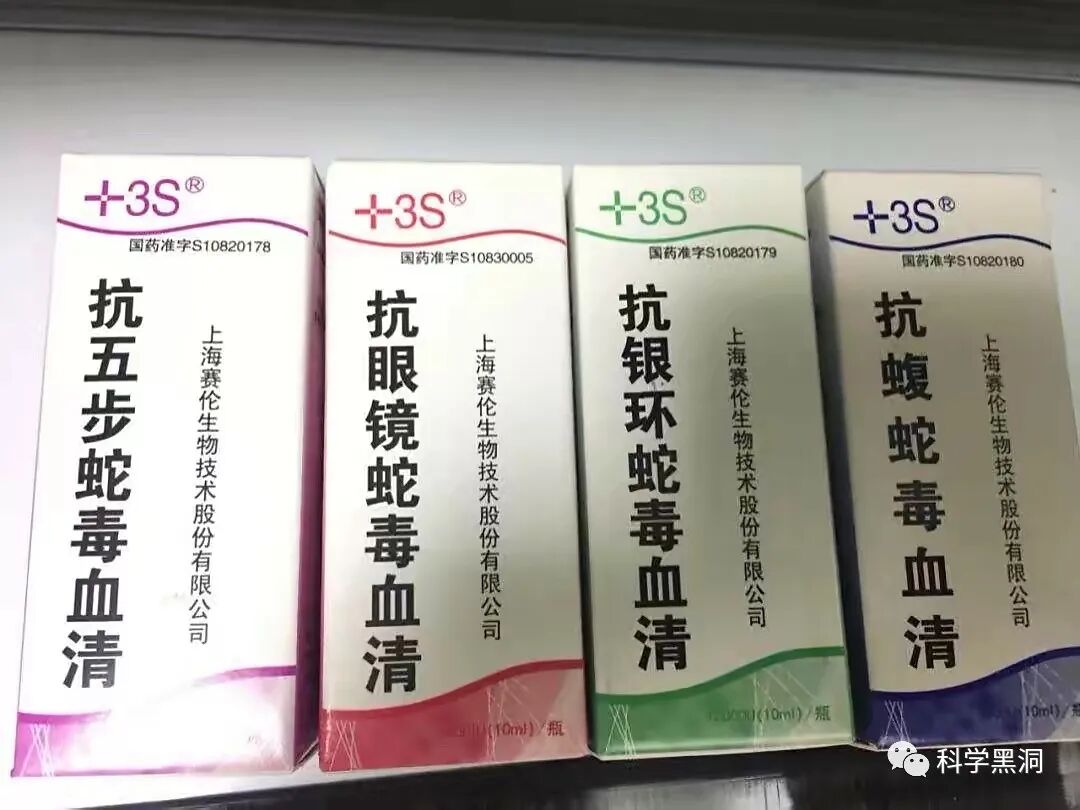 +3S®
国药准字S10820178
抗五步蛇毒血清
上海赛伦生物技术股份有限公司
+3S®
国药准字S10830005
抗眼镜蛇毒血清
上海赛伦生物技术股份有限公司
(10ml)/瓶
+3S®
国药准字S10820179
抗银环蛇毒血清
上海赛伦生物技术股份有限公司
(10ml)/瓶
+3S®
国药准字S10820180
抗蝮蛇毒血清
上海赛伦生物技术股份有限公司
(10ml)/瓶
科学黑洞